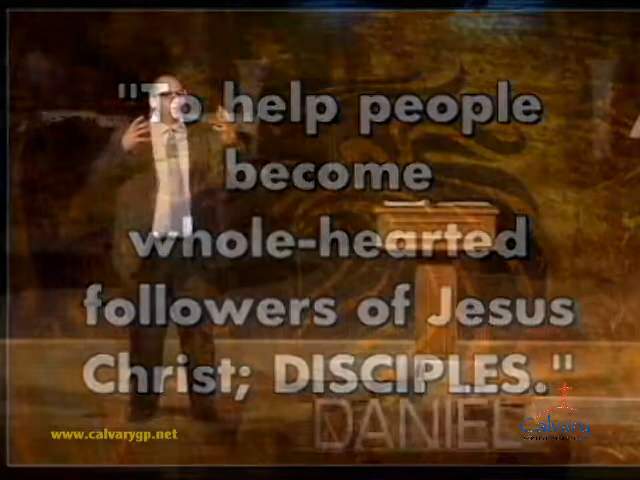 "To help people
become
whole-hearted
followers of Jesus
Christ; DISCIPLES."
DANIEL
www.calvarygp.net
Calvary